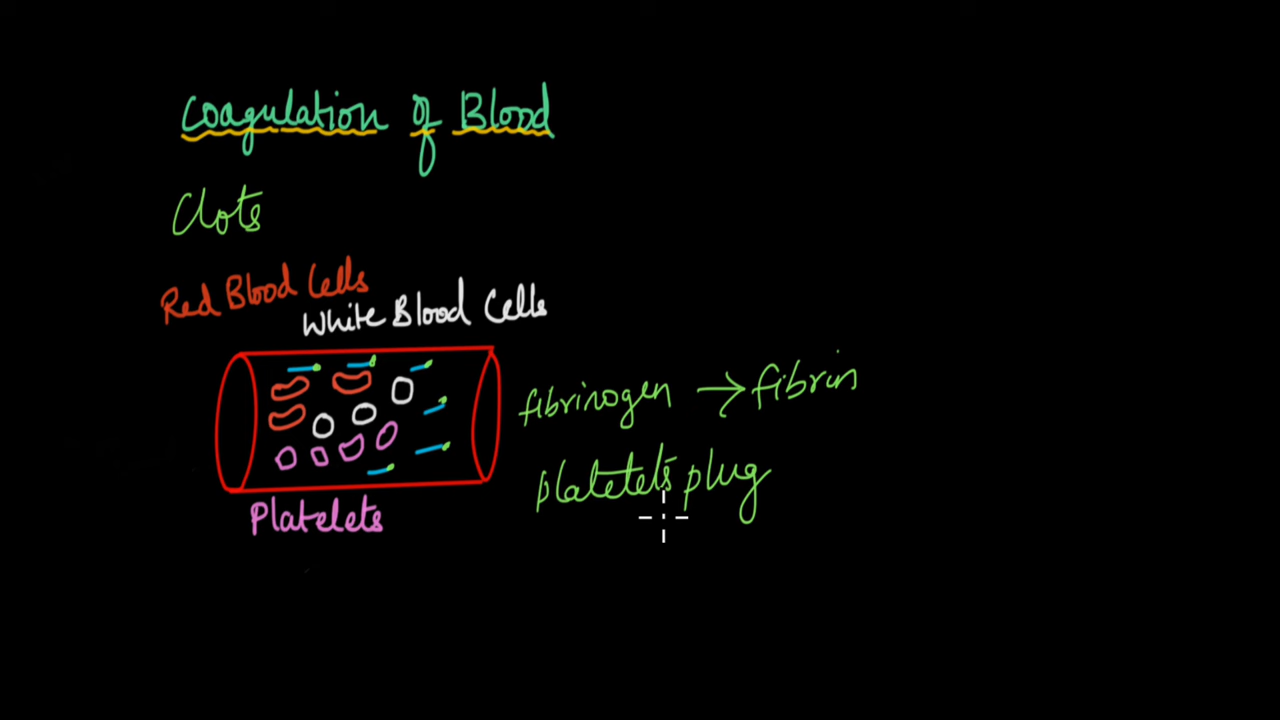 Coagulation of Blood
Clots
Red Blood Cells
White Blood Cells
fibrinogen → fibrin
platelets plug
Platelets